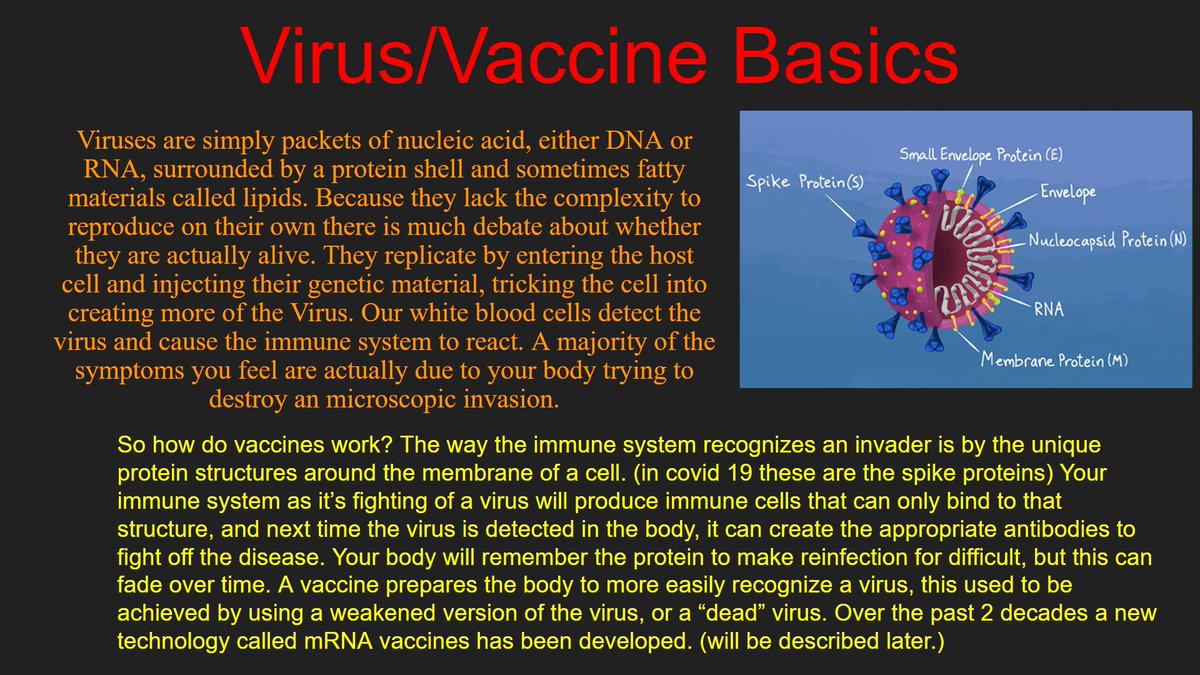 Virus/Vaccine Basics
Viruses are simply packets of nucleic acid, either DNA or
RNA, surrounded by a protein shell and sometimes fatty
materials called lipids. Because they lack the complexity to
reproduce on their own there is much debate about whether
they are actually alive. They replicate by entering the host
cell and injecting their genetic material, tricking the cell into
creating more of the Virus. Our white blood cells detect the
virus and cause the immune system to react. A majority of the
symptoms you feel are actually due to your body trying to
destroy an microscopic invasion.
Small Envelope Protein (E)
Spike Protein (S)
Envelope
Nucleocapsid Protein (N)
RNA
Membrane Protein (M)
So how do vaccines work? The way the immune system recognizes an invader is by the unique
protein structures around the membrane of a cell. (in covid 19 these are the spike proteins) Your
immune system as it’s fighting of a virus will produce immune cells that can only bind to that
structure, and next time the virus is detected in the body, it can create the appropriate antibodies to
fight off the disease. Your body will remember the protein to make reinfection for difficult, but this can
fade over time. A vaccine prepares the body to more easily recognize a virus, this used to be
achieved by using a weakened version of the virus, or a “dead” virus. Over the past 2 decades a new
technology called mRNA vaccines has been developed. (will be described later.)